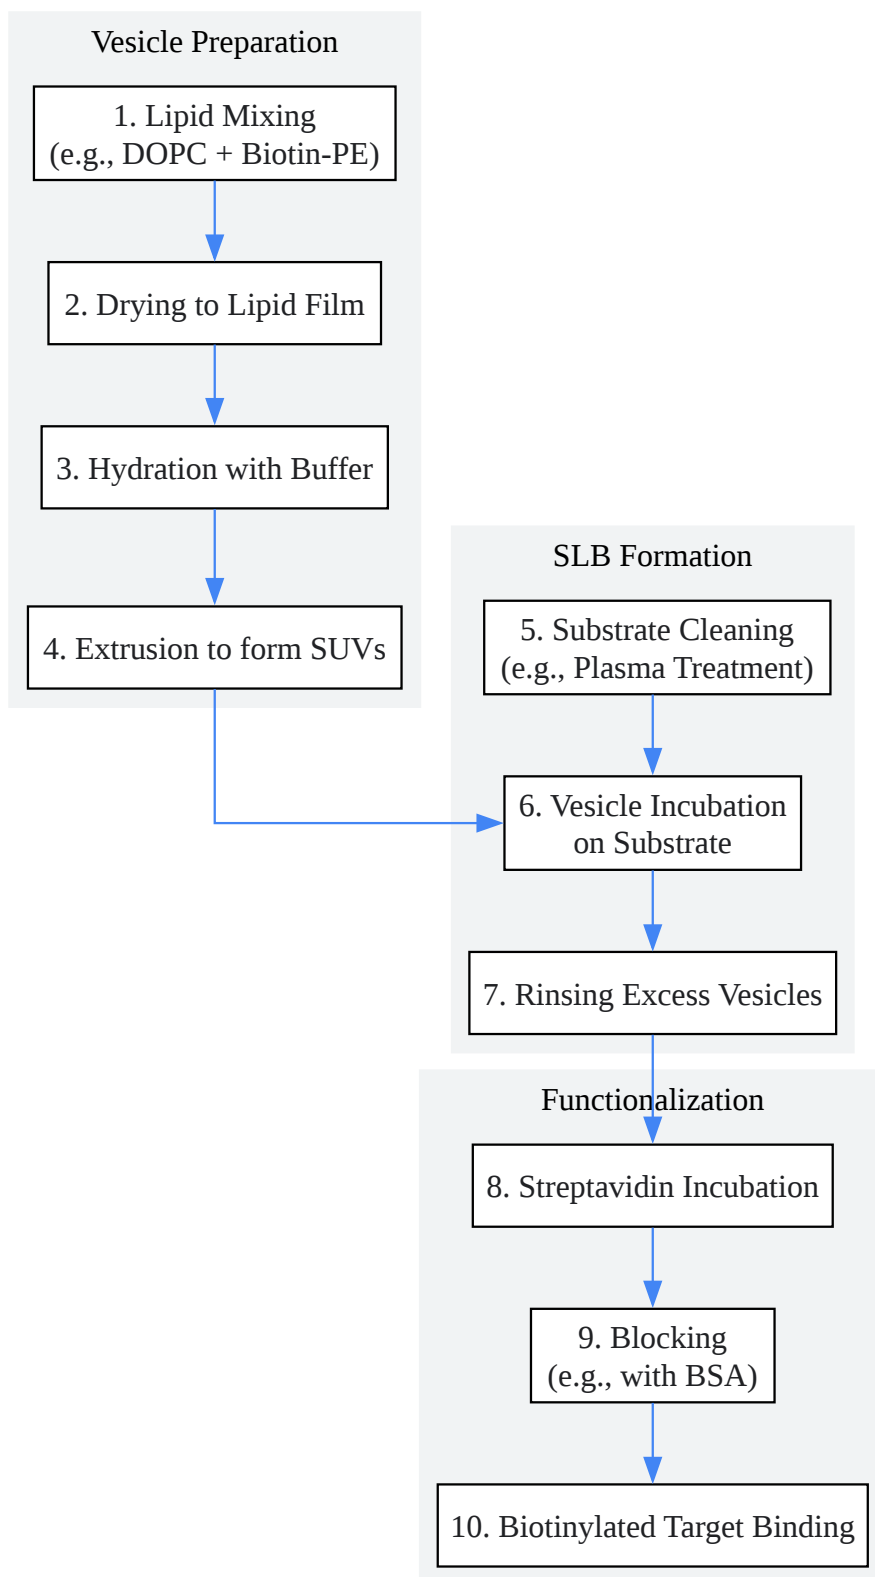 Vesicle Preparation
1. Lipid Mixing
(e.g., DOPC + Biotin-PE)
2. Drying to Lipid Film
3. Hydration with Buffer
4. Extrusion to form SUVs
SLB Formation
5. Substrate Cleaning
(e.g., Plasma Treatment)
6. Vesicle Incubation
on Substrate
7. Rinsing Excess Vesicles
Functionalization
8. Streptavidin Incubation
9. Blocking
(e.g., with BSA)
10. Biotinylated Target Binding